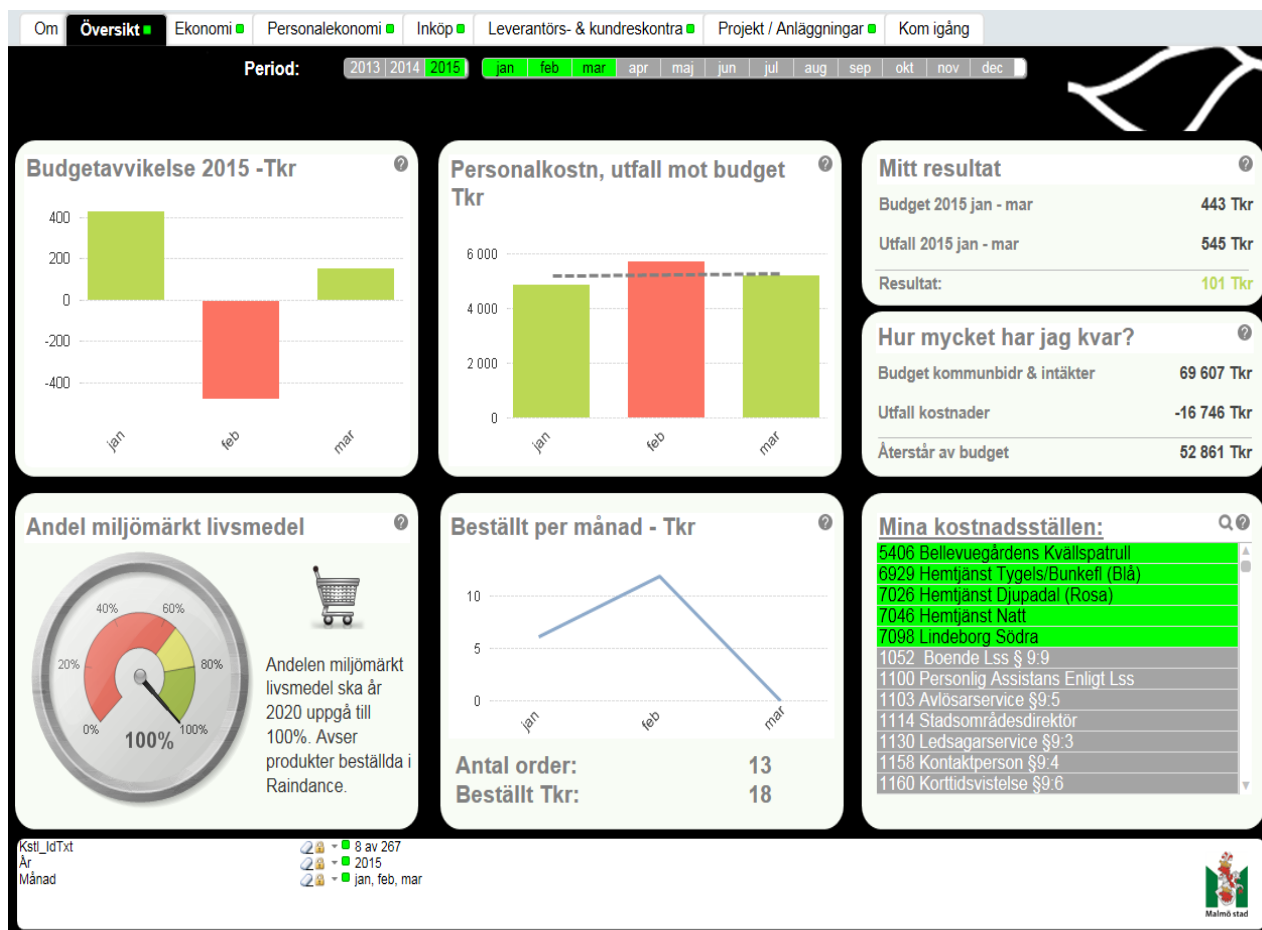 Om Översikt Ekonomi Personalekonomi Inköp Leverantörs- & kundreskontra Projekt / Anläggningar Kom igång
Period: 2013 2014 2015 jan feb mar apr maj jun jul aug sep okt nov dec
Budgetavvikelse 2015 -Tkr
400
200
0
-200
-400
jan feb mar
Personalkostn, utfall mot budget
Tkr
6 000
4 000
2 000
0
jan feb mar
Mitt resultat
Budget 2015 jan - mar 443 Tkr
Utfall 2015 jan - mar 545 Tkr
Resultat: 101 Tkr
Hur mycket har jag kvar?
Budget kommunbidr & intäkter 69 607 Tkr
Utfall kostnader -16 746 Tkr
Återstår av budget 52 861 Tkr
Andel miljömärkt livsmedel
0% 20% 40% 60% 80% 100%
100%
Andelen miljömärkt
livsmedel ska år
2020 uppgå till
100%. Avser
produkter beställda i
Raindance.
Beställt per månad - Tkr
10
5
0
jan feb mar
Antal order: 13
Beställt Tkr: 18
Mina kostnadsställen:
5406 Bellevuegårdens Kvällspatrull
6929 Hemtjänst Tygels/Bunkefl (Blå)
7026 Hemtjänst Djupadal (Rosa)
7046 Hemtjänst Natt
7098 Lindeborg Södra
1052 Boende Lss § 9:9
1100 Personlig Assistans Enligt Lss
1103 Avlösarservice §9:5
1114 Stadsområdesdirektör
1130 Ledsagarservice §9:3
1158 Kontaktperson §9:4
1160 Korttidsvistelse §9:6
Kstl_IdTxt 8 av 267
År 2015
Månad jan, feb, mar
Malmö stad